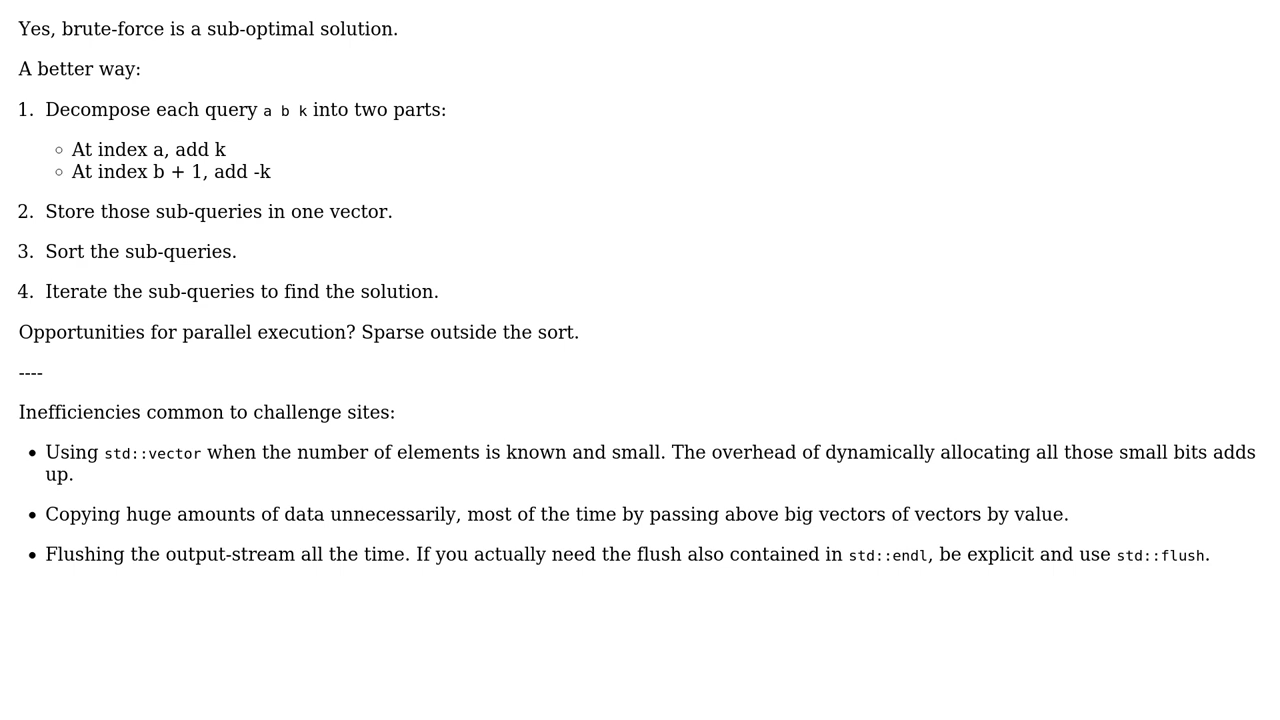 Yes, brute-force is a sub-optimal solution.
A better way:
1. Decompose each query a b k into two parts:
○ At index a, add k
○ At index b + 1, add -k
2. Store those sub-queries in one vector.
3. Sort the sub-queries.
4. Iterate the sub-queries to find the solution.
Opportunities for parallel execution? Sparse outside the sort.
----
Inefficiencies common to challenge sites:
• Using std::vector when the number of elements is known and small. The overhead of dynamically allocating all those small bits adds
up.
• Copying huge amounts of data unnecessarily, most of the time by passing above big vectors of vectors by value.
• Flushing the output-stream all the time. If you actually need the flush also contained in std::endl, be explicit and use std::flush.